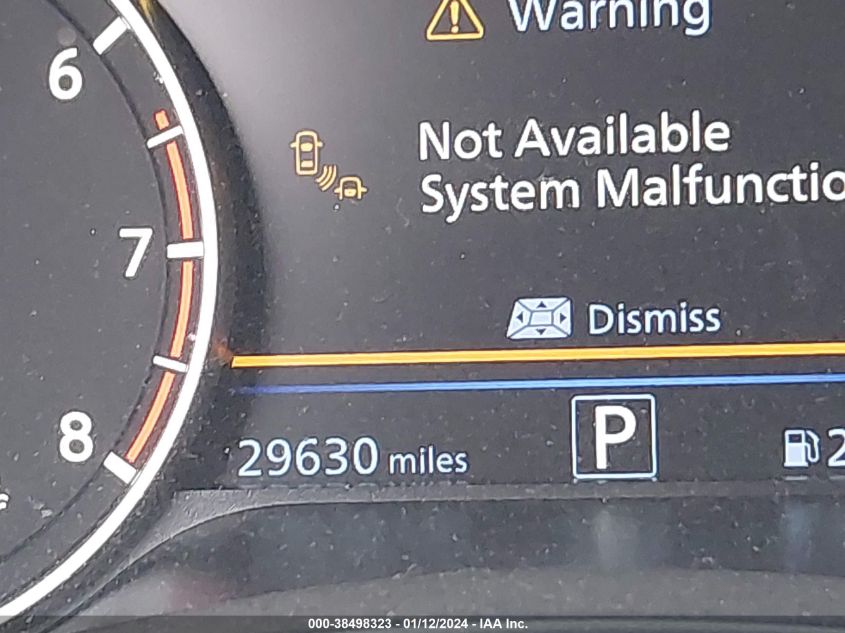 6
7
8
Warning
Not Available
System Malfunctio
Dismiss
29630 miles
P
2
000-38498323 - 01/12/2024 - IAA Inc.